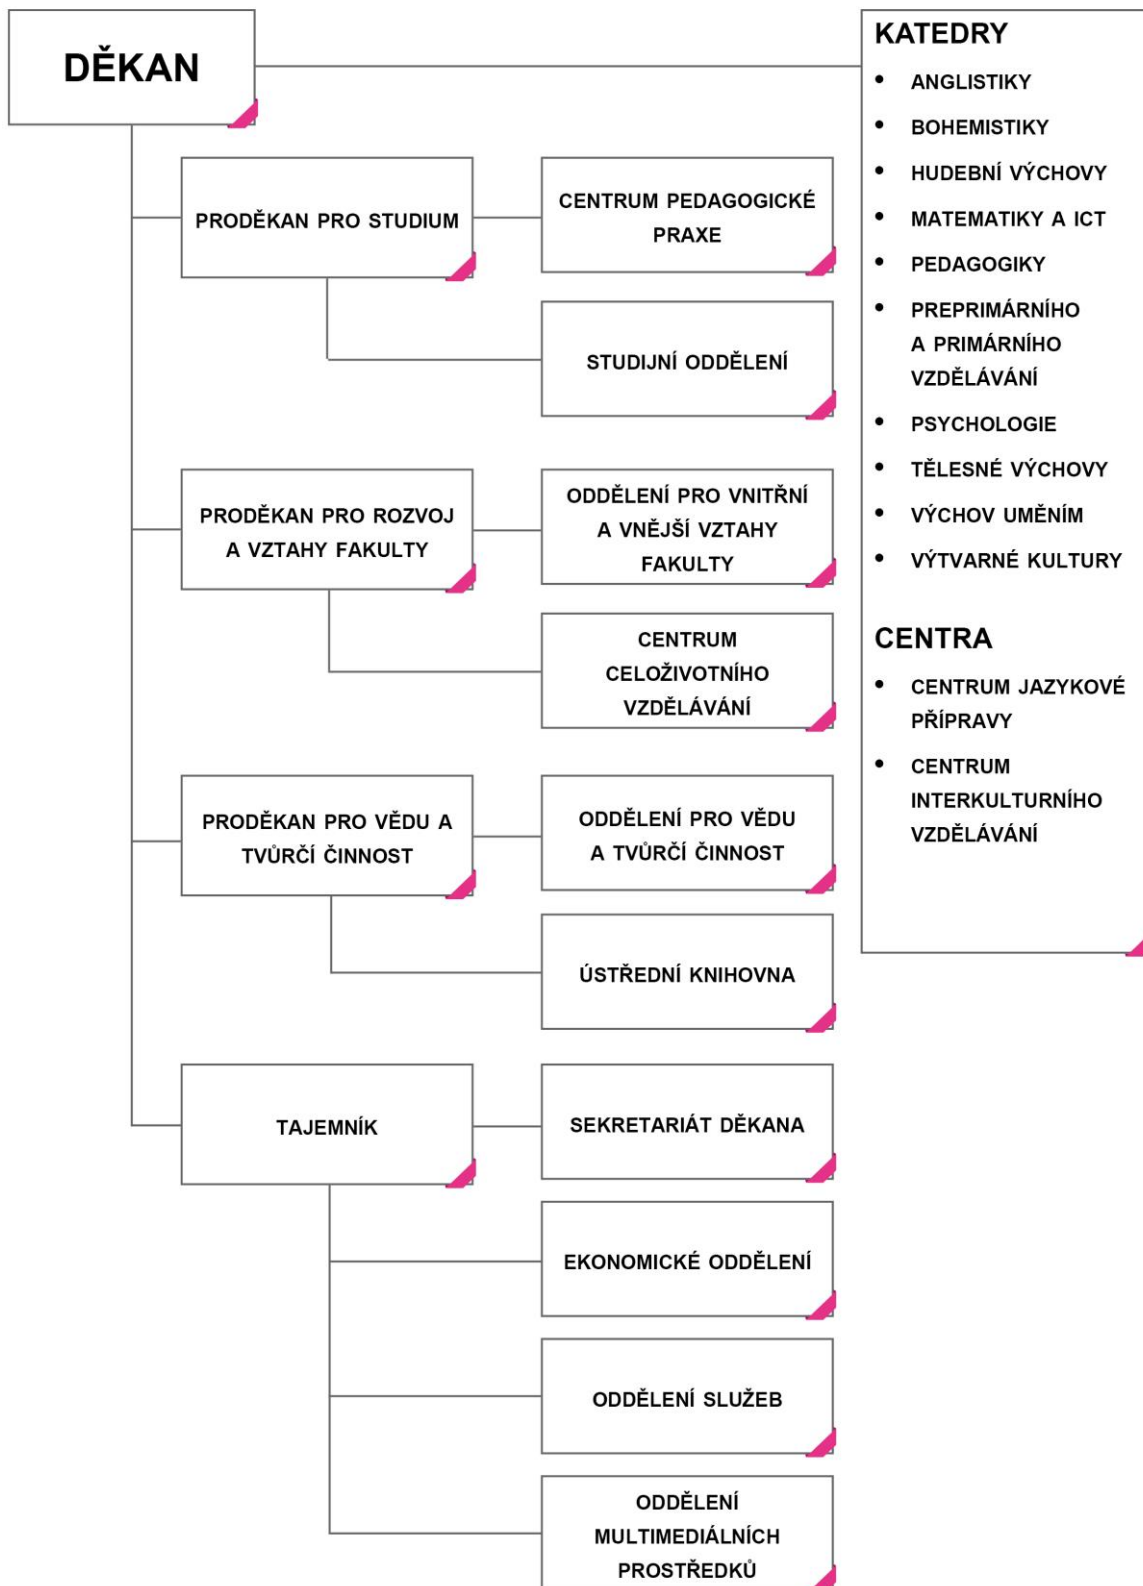 DĚKAN
PRODĚKAN PRO STUDIUM
CENTRUM PEDAGOGICKÉ
PRAXE
STUDIJNÍ ODDĚLENÍ
PRODĚKAN PRO ROZVOJ
A VZTAHY FAKULTY
ODDĚLENÍ PRO VNITŘNÍ
A VNĚJŠÍ VZTAHY
FAKULTY
CENTRUM
CELOŽIVOTNÍHO
VZDĚLÁVÁNÍ
PRODĚKAN PRO VĚDU A
TVŮRČÍ ČINNOST
ODDĚLENÍ PRO VĚDU
A TVŮRČÍ ČINNOST
ÚSTŘEDNÍ KNIHOVNA
TAJEMNÍK
SEKRETARIÁT DĚKANA
EKONOMICKÉ ODDĚLENÍ
ODDĚLENÍ SLUŽEB
ODDĚLENÍ
MULTIMEDIÁLNÍCH
PROSTŘEDKŮ
KATEDRY
• ANGLISTIKY
• BOHEMISTIKY
• HUDEBNÍ VÝCHOVY
• MATEMATIKY A ICT
• PEDAGOGIKY
• PREPRIMÁRNÍHO
A PRIMÁRNÍHO
VZDĚLÁVÁNÍ
• PSYCHOLOGIE
• TĚLESNÉ VÝCHOVY
• VÝCHOV UMĚNÍM
• VÝTVARNÉ KULTURY
CENTRA
• CENTRUM JAZYKOVÉ
PŘÍPRAVY
• CENTRUM
INTERKULTURNÍHO
VZDĚLÁVÁNÍ